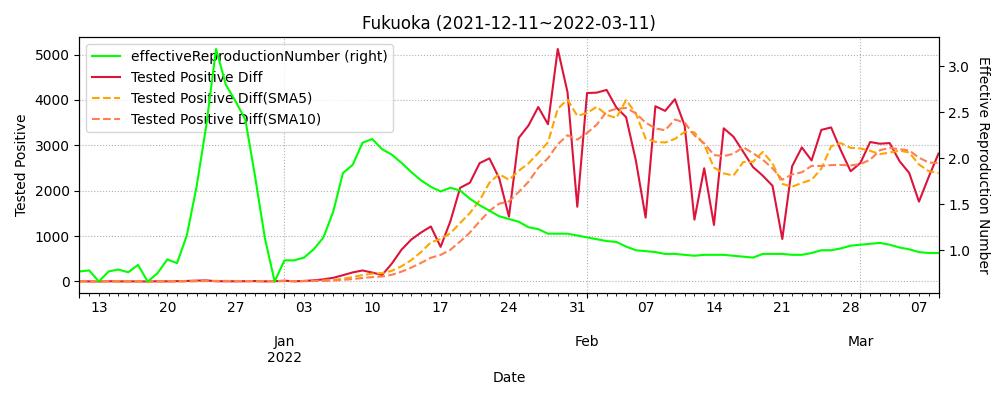 Fukuoka (2021-12-11~2022-03-11)
effectiveReproductionNumber (right)
Tested Positive Diff
Tested Positive Diff(SMA5)
Tested Positive Diff(SMA10)
Tested Positive
5000
4000
3000
2000
1000
0
Effective Reproduction Number
3.0
2.5
2.0
1.5
1.0
13 20 27 03 10 17 24 31 07 14 21 28 07
Jan Feb Mar
2022
Date